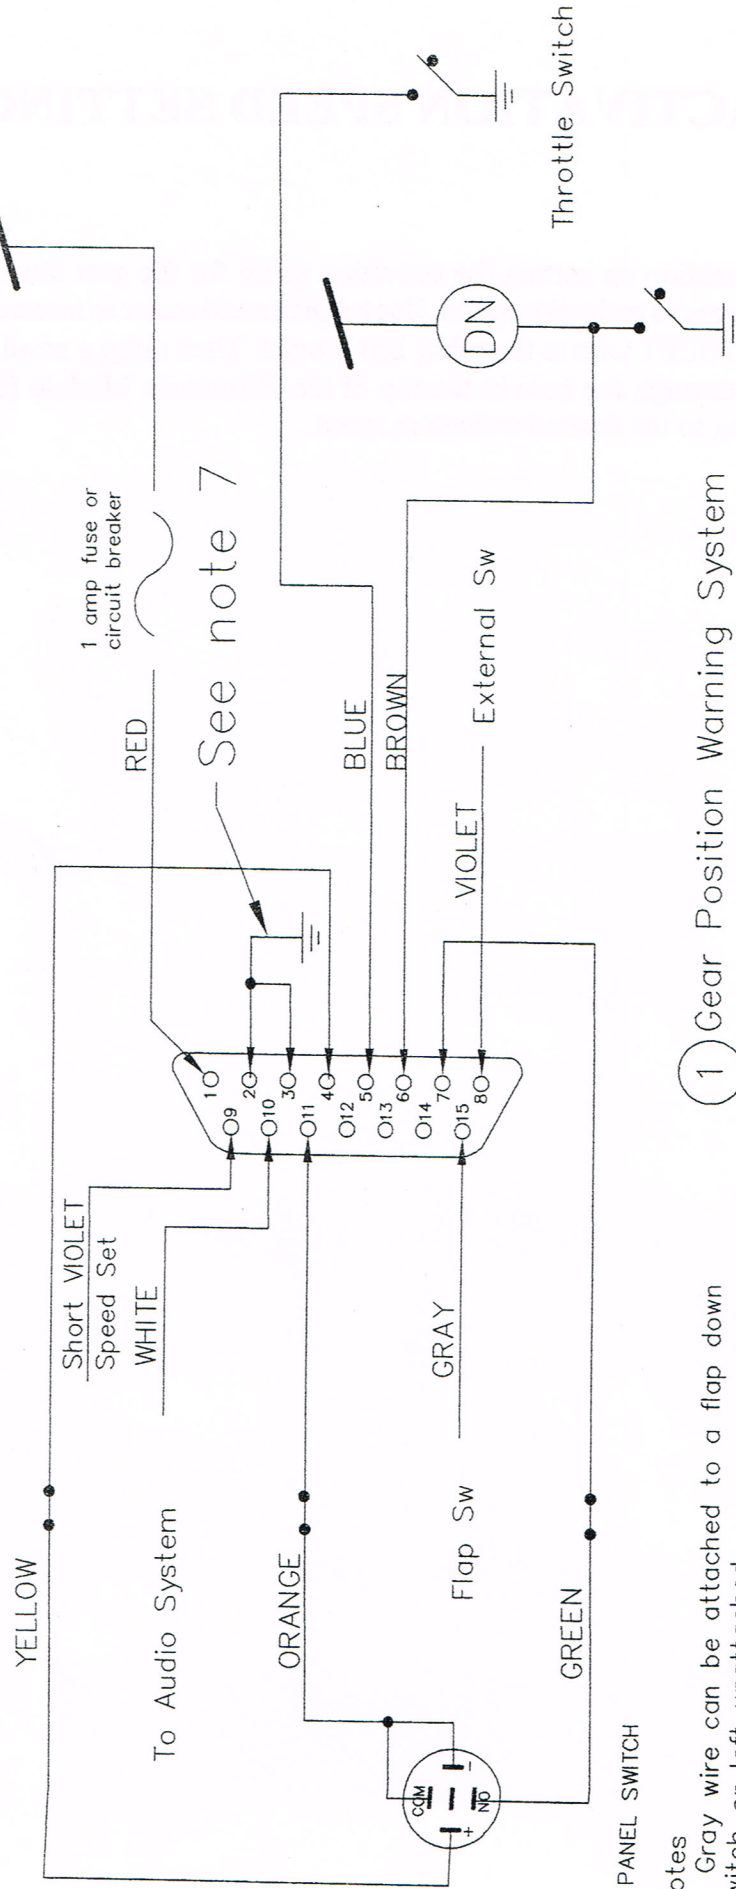 YELLOW
To Audio System
Short VIOLET
Speed Set
WHITE
ORANGE
Flap Sw
GRAY
GREEN
COM
+
-
NO
PANEL SWITCH
1
2
3
4
5
6
7
8
9
10
11
12
13
14
15
RED
1 amp fuse or
circuit breaker
See note 7
BLUE
BROWN
VIOLET
External Sw
DN
Throttle Switch
1 Gear Position Warning System
otes
Gray wire can be attached to a flap down